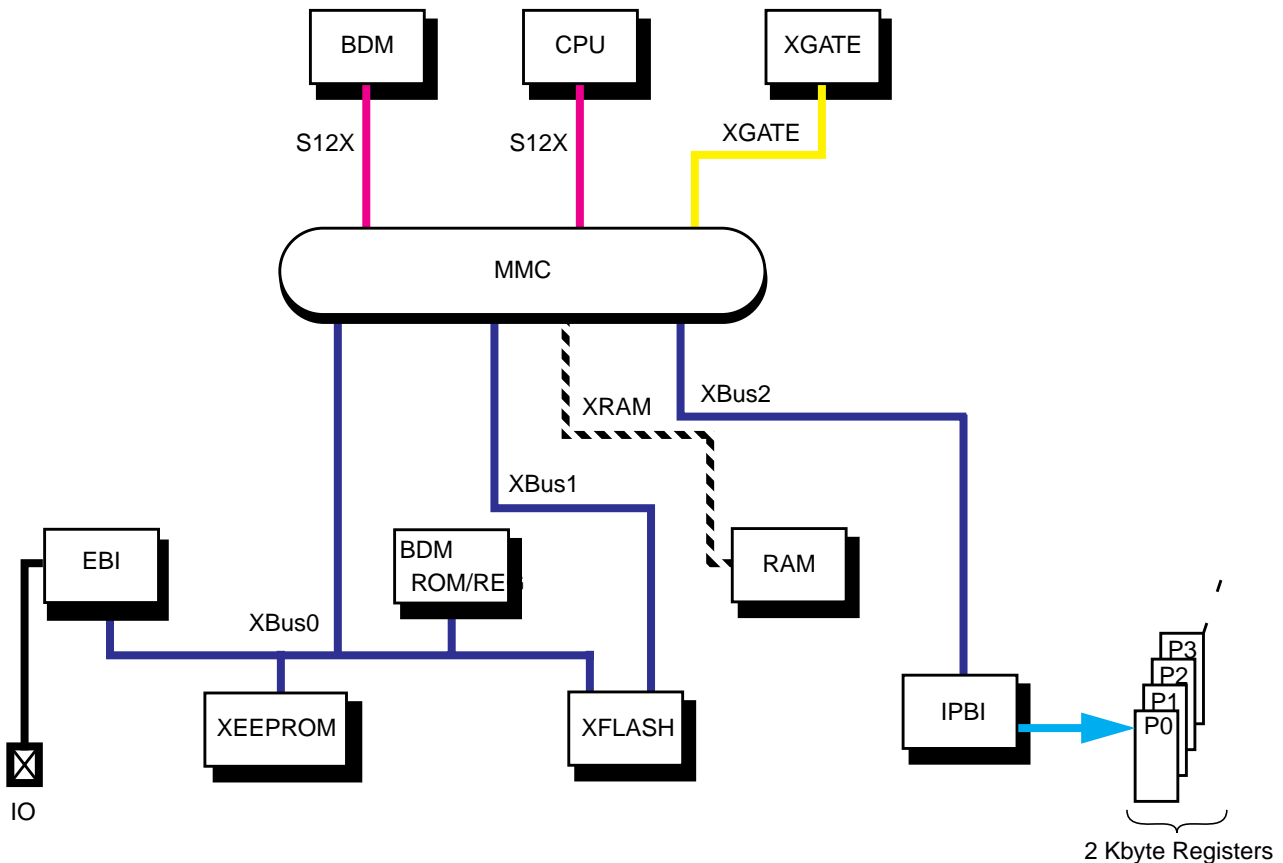 BDM
CPU
XGATE
S12X
S12X
XGATE
MMC
XRAM
XBus2
XBus1
EBI
BDM
ROM/REG
RAM
XBus0
P3
P2
P1
P0
XEEPROM
XFLASH
IPBI
IO
2 Kbyte Registers